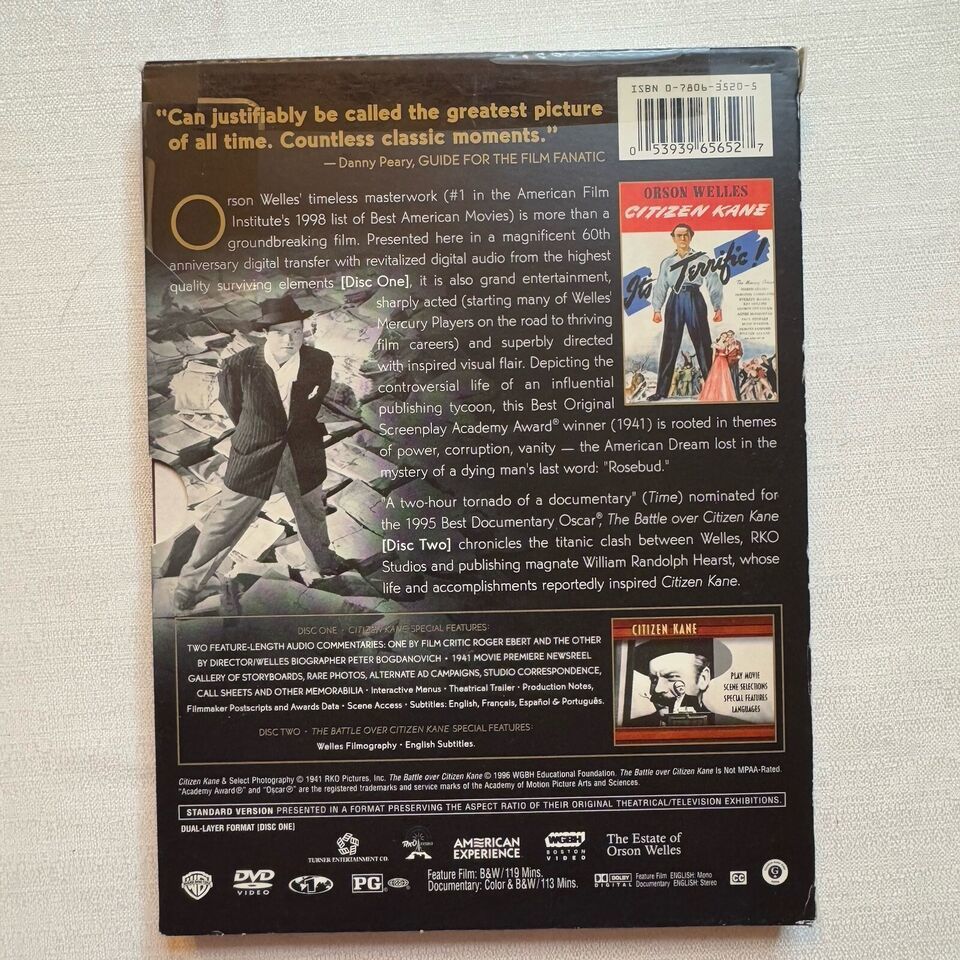 "Can justifiably be called the greatest picture
of all time. Countless classic moments."
— Danny Peary, GUIDE FOR THE FILM FANATIC
ISBN 0-7806-3520-5
0 53939 65652 7
Orson Welles' timeless masterwork (#1 in the American Film
Institute's 1998 list of Best American Movies) is more than a
groundbreaking film. Presented here in a magnificent 60th
anniversary digital transfer with revitalized digital audio from the highest
quality surviving elements [Disc One], it is also grand entertainment,
sharply acted (starting many of Welles'
Mercury Players on the road to thriving
film careers) and superbly directed
with inspired visual flair. Depicting the
controversial life of an influential
publishing tycoon, this Best Original
Screenplay Academy Award® winner (1941) is rooted in themes
of power, corruption, vanity — the American Dream lost in the
mystery of a dying man's last word: "Rosebud."
"A two-hour tornado of a documentary" (Time) nominated for
the 1995 Best Documentary Oscar®, The Battle over Citizen Kane
[Disc Two] chronicles the titanic clash between Welles, RKO
Studios and publishing magnate William Randolph Hearst, whose
life and accomplishments reportedly inspired Citizen Kane.
ORSON WELLES
CITIZEN KANE
It's Terrific!
DISC ONE • CITIZEN KANE SPECIAL FEATURES:
TWO FEATURE-LENGTH AUDIO COMMENTARIES: ONE BY FILM CRITIC ROGER EBERT AND THE OTHER
BY DIRECTOR/WELLES BIOGRAPHER PETER BOGDANOVICH • 1941 MOVIE PREMIERE NEWSREEL
GALLERY OF STORYBOARDS, RARE PHOTOS, ALTERNATE AD CAMPAIGNS, STUDIO CORRESPONDENCE,
CALL SHEETS AND OTHER MEMORABILIA • Interactive Menus • Theatrical Trailer • Production Notes,
Filmmaker Postscripts and Awards Data • Scene Access • Subtitles: English, Français, Español & Português.
DISC TWO • THE BATTLE OVER CITIZEN KANE SPECIAL FEATURES:
Welles Filmography • English Subtitles.
CITIZEN KANE
PLAY MOVIE
SCENE SELECTIONS
SPECIAL FEATURES
LANGUAGES
Citizen Kane & Select Photography © 1941 RKO Pictures, Inc. The Battle over Citizen Kane © 1996 WGBH Educational Foundation. The Battle over Citizen Kane Is Not MPAA-Rated.
"Academy Award®" and "Oscar®" are the registered trademarks and service marks of the Academy of Motion Picture Arts and Sciences.
STANDARD VERSION PRESENTED IN A FORMAT PRESERVING THE ASPECT RATIO OF THEIR ORIGINAL THEATRICAL/TELEVISION EXHIBITIONS.
DUAL-LAYER FORMAT [DISC ONE]
TURNER ENTERTAINMENT CO.
RKO
AMERICAN
EXPERIENCE
WGBH
BOSTON
VIDEO
The Estate of
Orson Welles
WB
DVD
VIDEO
1
PG
Feature Film: B&W/119 Mins.
Documentary: Color & B&W/113 Mins.
DOLBY
DIGITAL
Feature Film ENGLISH: Mono
Documentary ENGLISH: Stereo
CC
G